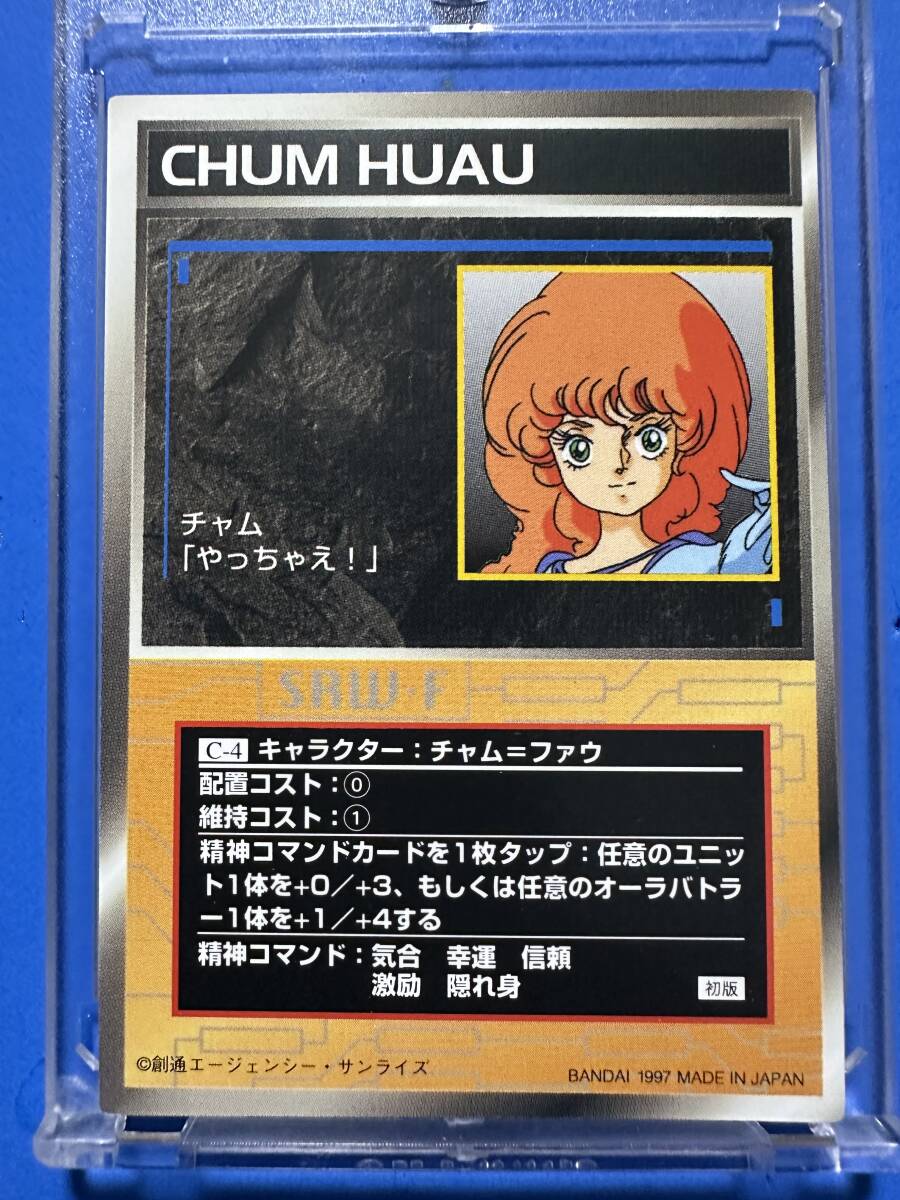 CHUM HUAU
チャム
「やっちゃえ！」
SRW・F
C-4 キャラクター：チャム＝ファウ
配置コスト：⓪
維持コスト：①
精神コマンドカードを1枚タップ：任意のユニッ
ト1体を+0／+3、もしくは任意のオーラバトラ
ー1体を+1／+4する
精神コマンド：気合　幸運　信頼
激励　隠れ身
初版
©創通エージェンシー・サンライズ
BANDAI 1997 MADE IN JAPAN